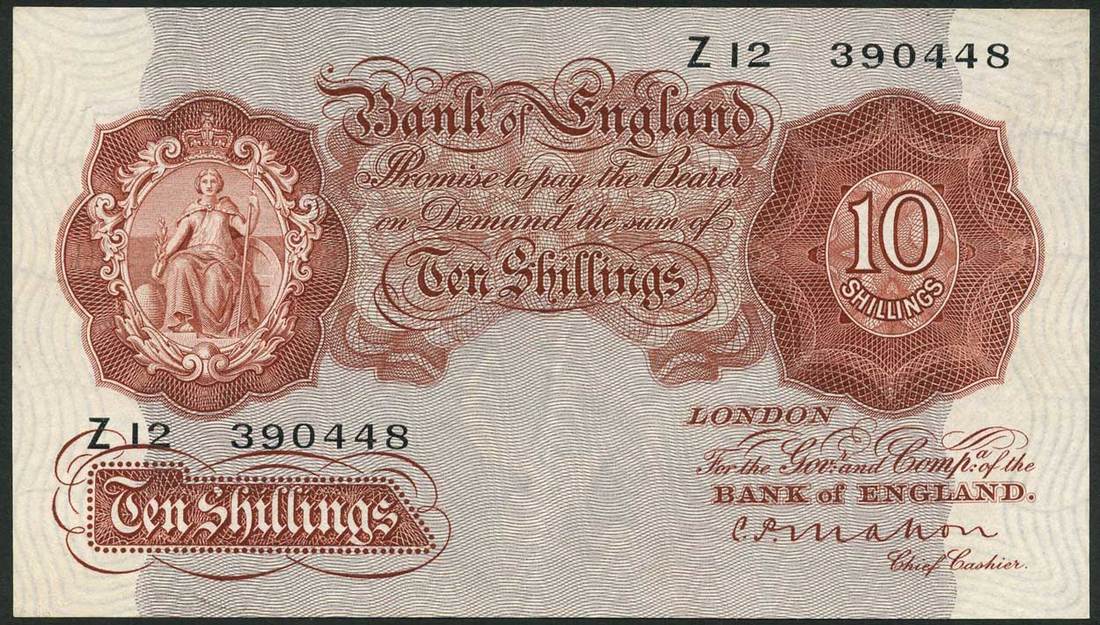 Z 12 390448
Bank of England
Promise to pay the Bearer
on Demand the sum of
Ten Shillings
10
SHILLINGS
Z 12 390448
Ten Shillings
LONDON
For the Gov.r and Comp.a of the
BANK of ENGLAND.
C.P. Mahon
Chief Cashier.